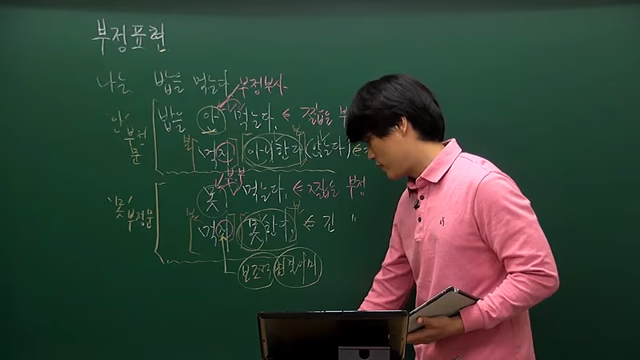 부정표현
나는 밥을 먹는다
부정부사
밥을 안 먹는다. ← 짧은 부
'안' 부정문
먹지 아니한다 (않는다) ←
'못' 부정문
못 먹는다. ← 짧은 부정
먹지 못한다. ← 긴 "
보조적 연결어미